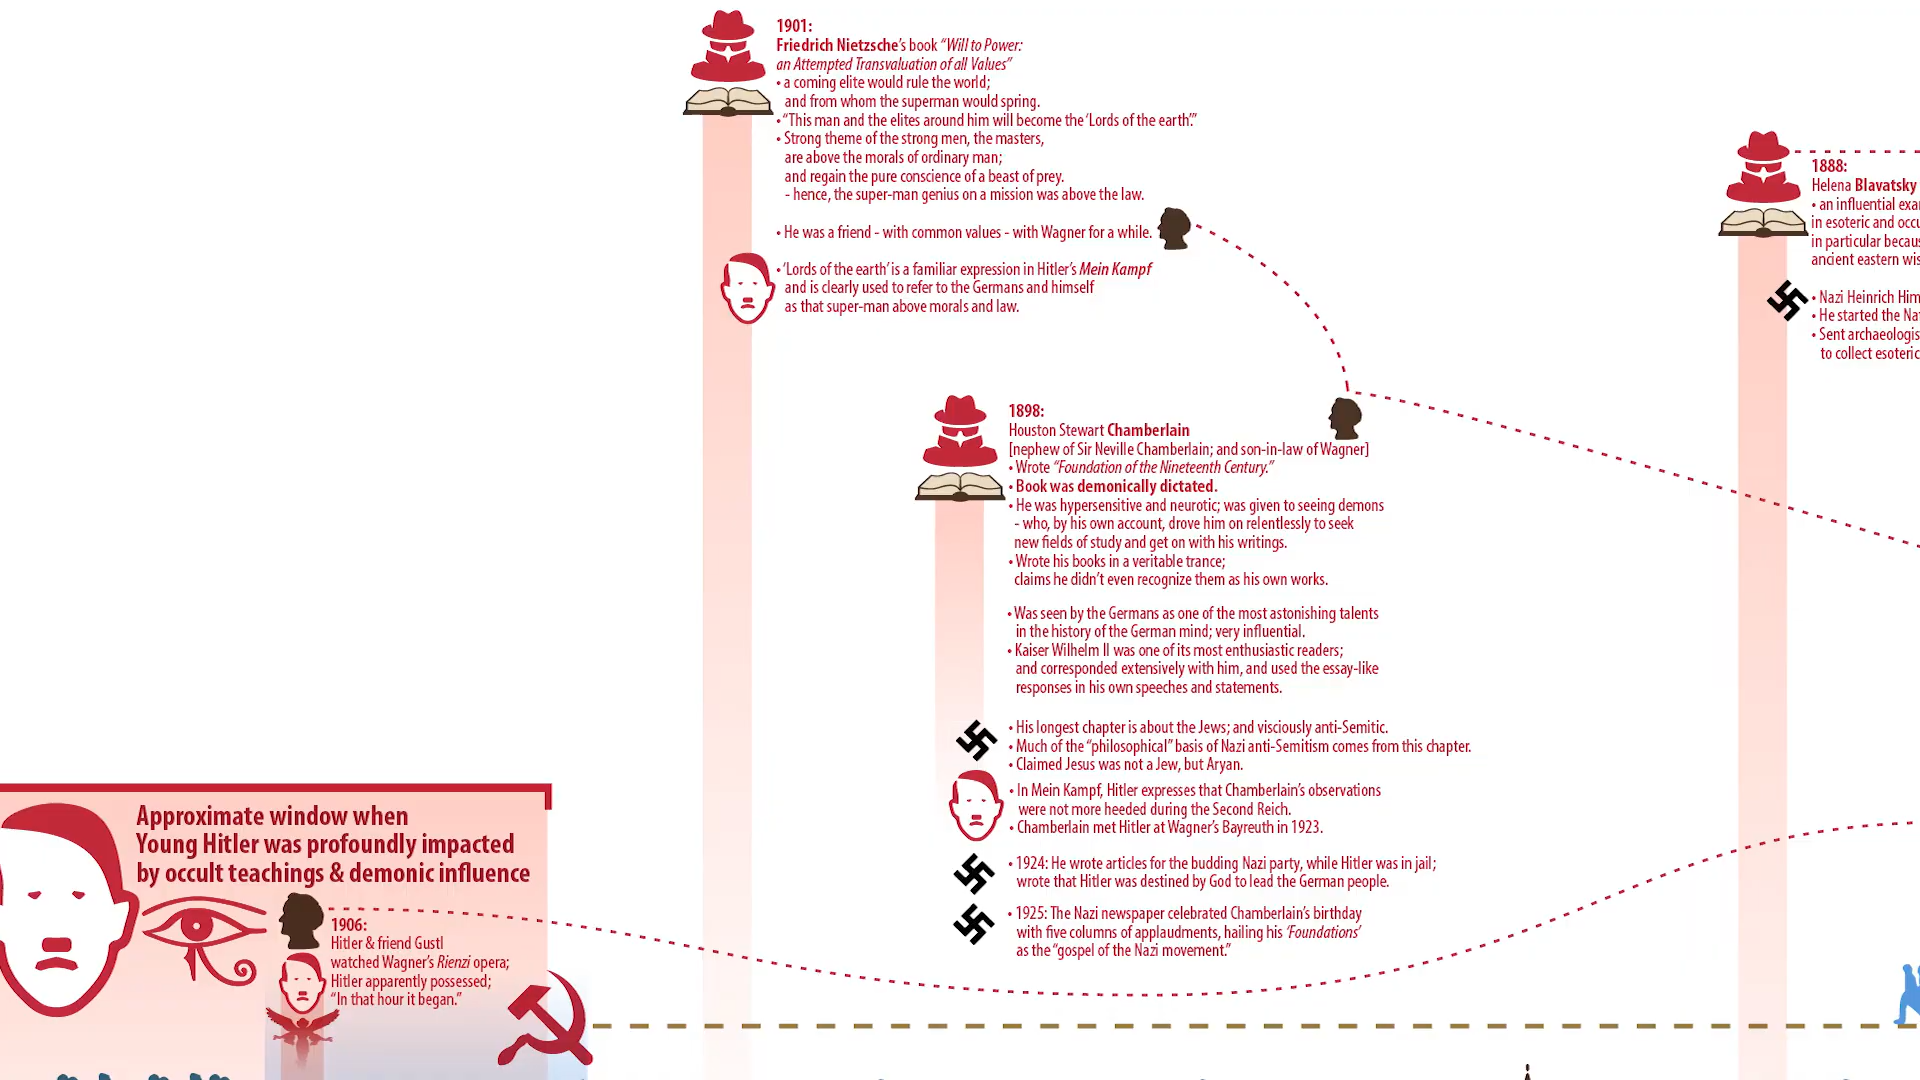 1901:
Friedrich Nietzsche's book “Will to Power:
an Attempted Transvaluation of all Values”
• a coming elite would rule the world;
and from whom the superman would spring.
• “This man and the elites around him will become the ‘Lords of the earth’.”
• Strong theme of the strong men, the masters,
are above the morals of ordinary man;
and regain the pure conscience of a beast of prey.
- hence, the super-man genius on a mission was above the law.
• He was a friend - with common values - with Wagner for a while.
• ‘Lords of the earth’ is a familiar expression in Hitler’s Mein Kampf
and is clearly used to refer to the Germans and himself
as that super-man above morals and law.
1888:
Helena Blavatsky
• an influential
in esoteric and
in particular
ancient eastern
• Nazi Heinrich
• He started the
• Sent
to collect
1898:
Houston Stewart Chamberlain
[nephew of Sir Neville Chamberlain; and son-in-law of Wagner]
• Wrote “Foundation of the Nineteenth Century.”
• Book was demonically dictated.
• He was hypersensitive and neurotic; was given to seeing demons
- who, by his own account, drove him on relentlessly to seek
new fields of study and get on with his writings.
• Wrote his books in a veritable trance;
claims he didn’t even recognize them as his own works.
• Was seen by the Germans as one of the most astonishing talents
in the history of the German mind; very influential.
• Kaiser Wilhelm II was one of its most enthusiastic readers;
and corresponded extensively with him, and used the essay-like
responses in his own speeches and statements.
• His longest chapter is about the Jews; and visciously anti-Semitic.
• Much of the “philosophical” basis of Nazi anti-Semitism comes from this chapter.
• Claimed Jesus was not a Jew, but Aryan.
• In Mein Kampf, Hitler expresses that Chamberlain’s observations
were not more heeded during the Second Reich.
• Chamberlain met Hitler at Wagner’s Bayreuth in 1923.
• 1924: He wrote articles for the budding Nazi party, while Hitler was in jail;
wrote that Hitler was destined by God to lead the German people.
• 1925: The Nazi newspaper celebrated Chamberlain’s birthday
with five columns of applaudments, hailing his ‘Foundations’
as the “gospel of the Nazi movement.”
Approximate window when
Young Hitler was profoundly impacted
by occult teachings & demonic influence
1906:
Hitler & friend Gustl
watched Wagner’s Rienzi opera;
Hitler apparently possessed;
“In that hour it began.”